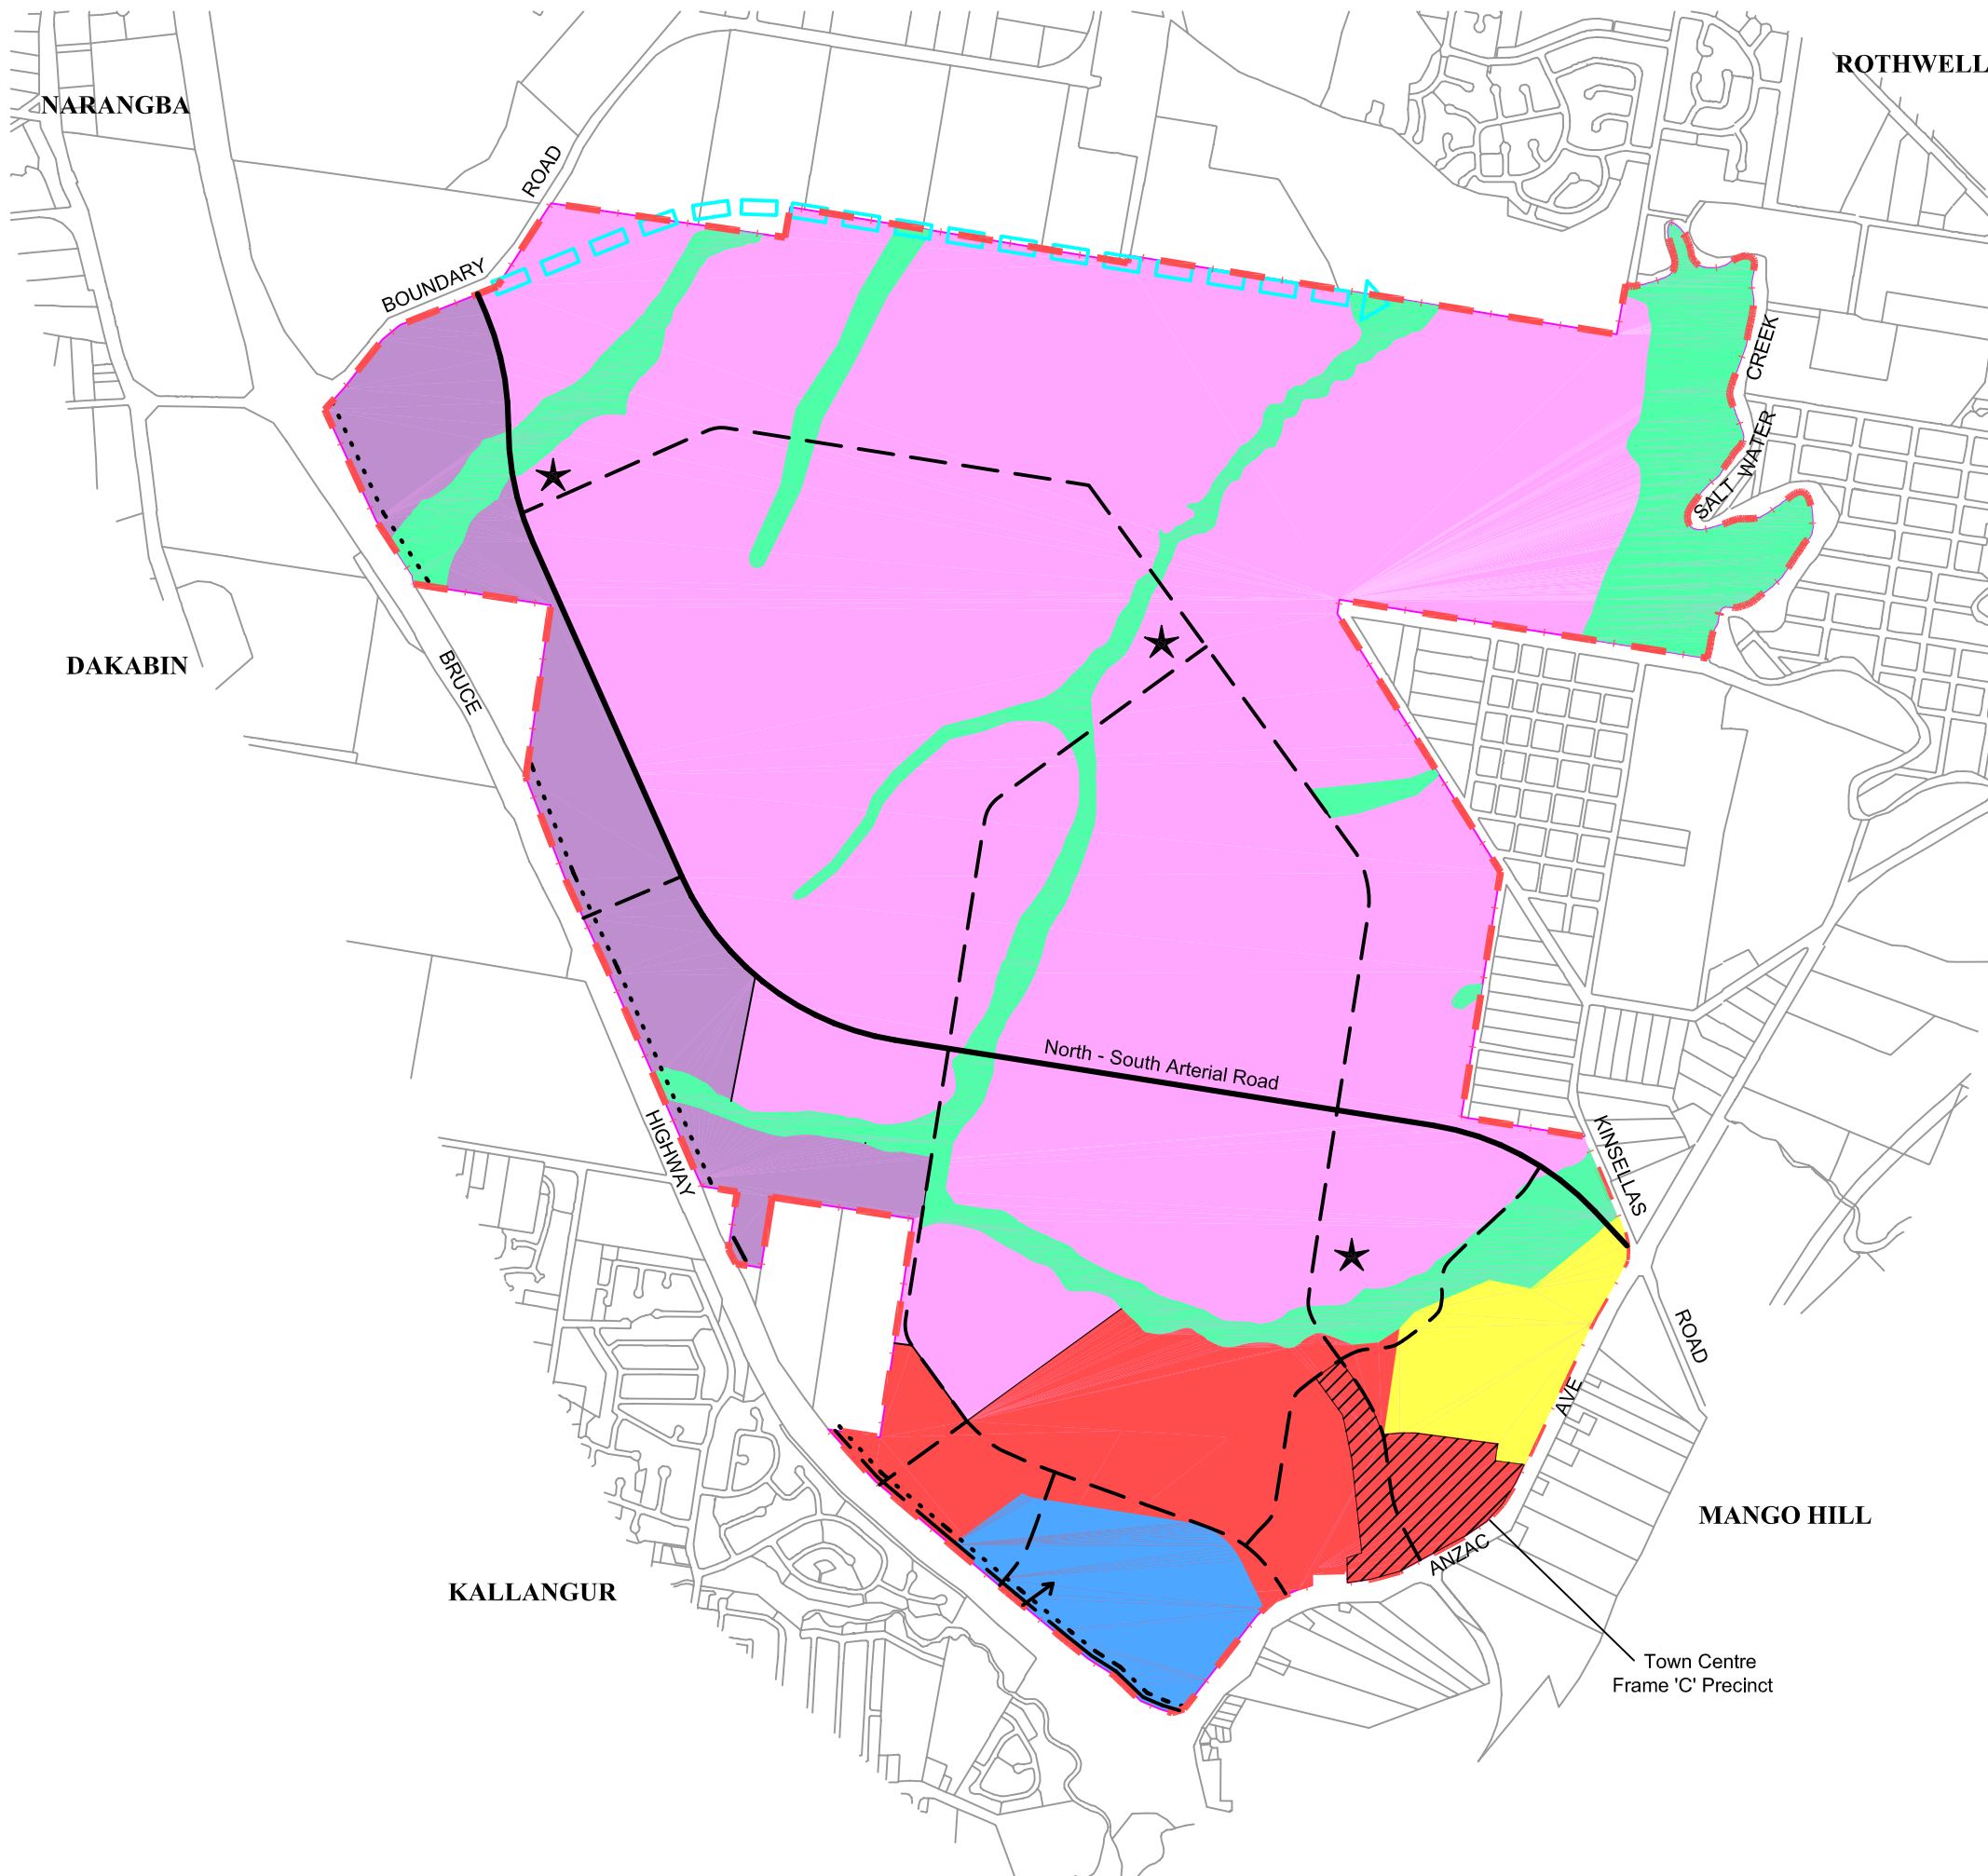 ROTHWELL
NARANGBA
ROAD
BOUNDARY
CREEK
SALT WATER
DAKABIN
BRUCE
North - South Arterial Road
HIGHWAY
KINSELLAS
ROAD
AVE
ANZAC
MANGO HILL
KALLANGUR
Town Centre
Frame 'C' Precinct